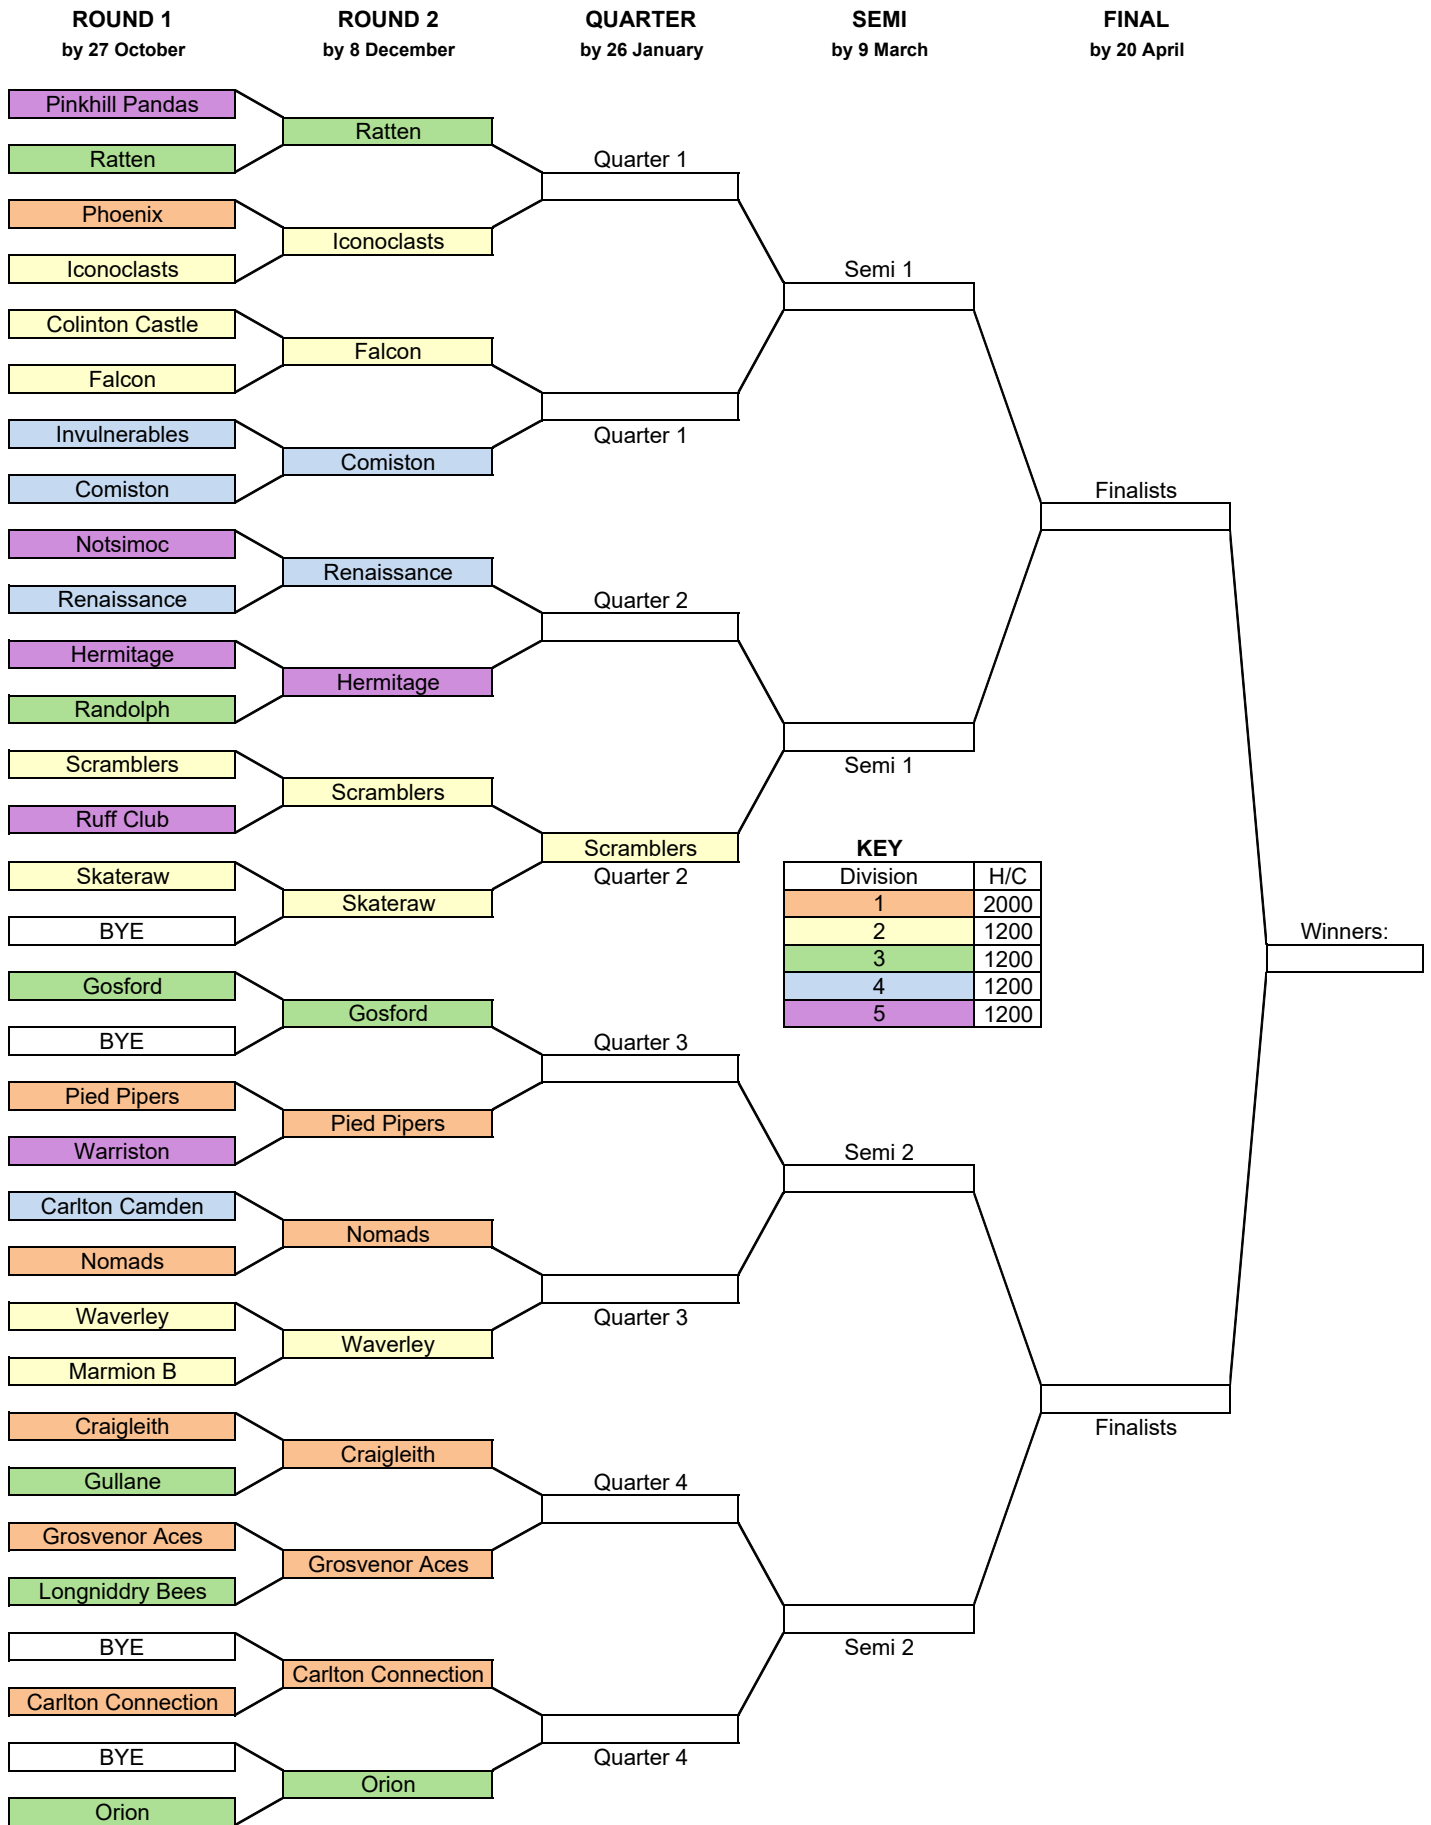 ROUND 1 ROUND 2 QUARTER SEMI FINAL
by 27 October by 8 December by 26 January by 9 March by 20 April
Pinkhill Pandas
Ratten
Ratten
Quarter 1
Phoenix
Iconoclasts
Iconoclasts
Semi 1
Colinton Castle
Falcon
Falcon
Invulnerables
Quarter 1
Comiston
Comiston
Finalists
Notsimoc
Renaissance
Renaissance
Quarter 2
Hermitage
Hermitage
Randolph
Scramblers
Semi 1
Scramblers
Ruff Club
Scramblers
KEY
Skateraw
Quarter 2
Division H/C
Skateraw
1 2000
BYE
2 1200
Winners:
3 1200
Gosford
4 1200
Gosford
5 1200
BYE
Quarter 3
Pied Pipers
Pied Pipers
Warriston
Semi 2
Carlton Camden
Nomads
Nomads
Waverley
Quarter 3
Waverley
Marmion B
Craigleith
Finalists
Craigleith
Gullane
Quarter 4
Grosvenor Aces
Grosvenor Aces
Longniddry Bees
BYE
Semi 2
Carlton Connection
Carlton Connection
BYE
Quarter 4
Orion
Orion